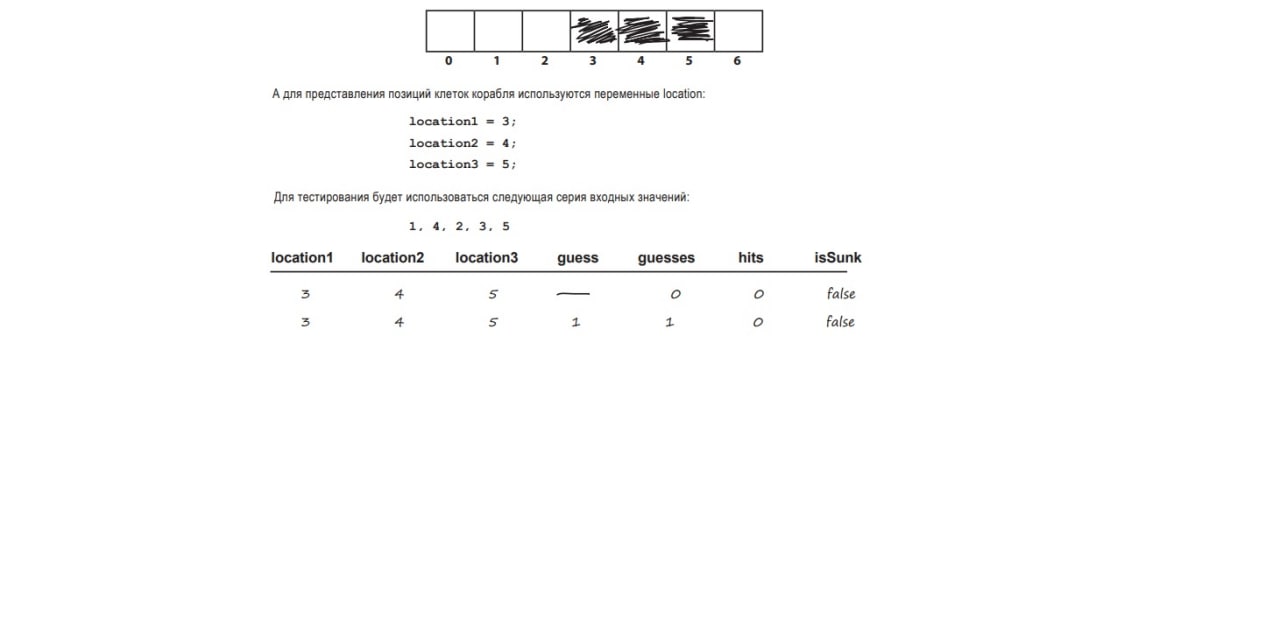 0 1 2 3 4 5 6
А для представления позиций клеток корабля используются переменные location:
location1 = 3;
location2 = 4;
location3 = 5;
Для тестирования будет использоваться следующая серия входных значений:
1, 4, 2, 3, 5
location1 location2 location3 guess guesses hits isSunk
3 4 5 — 0 0 false
3 4 5 1 1 0 false